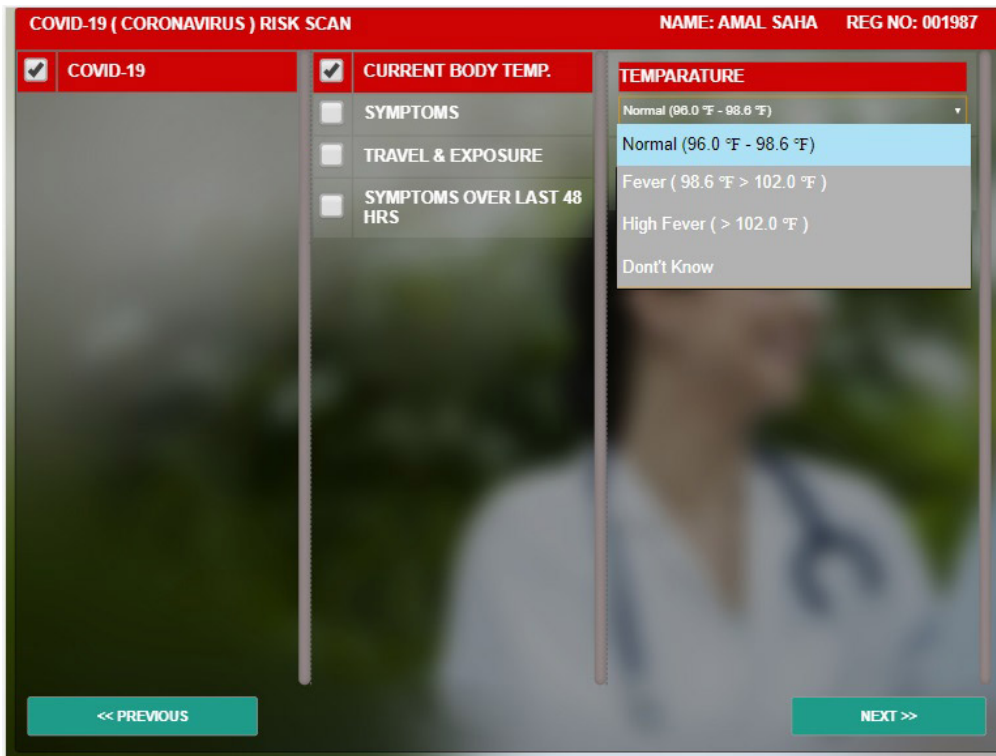 COVID-19 ( CORONAVIRUS ) RISK SCAN NAME: AMAL SAHA REG NO: 001987
COVID-19
CURRENT BODY TEMP.
SYMPTOMS
TRAVEL & EXPOSURE
SYMPTOMS OVER LAST 48
HRS
TEMPARATURE
Normal (96.0 °F - 98.6 °F)
Normal (96.0 °F - 98.6 °F)
Fever ( 98.6 °F > 102.0 °F )
High Fever ( > 102.0 °F )
Dont't Know
<< PREVIOUS
NEXT >>